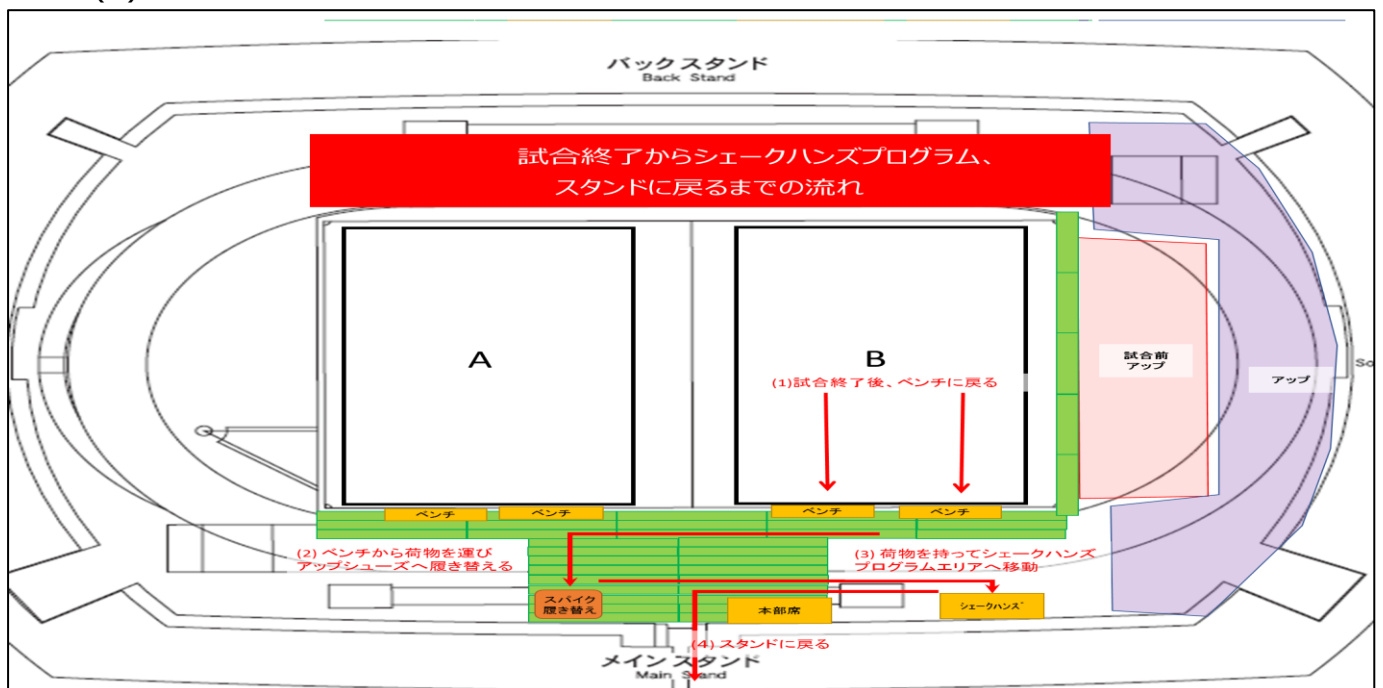 バックスタンド
Back Stand
試合終了からシェークハンズプログラム、
スタンドに戻るまでの流れ
A
B
試合前
アップ
アップ
So
(1)試合終了後、ベンチに戻る
ベンチ
ベンチ
ベンチ
ベンチ
(2) ベンチから荷物を運び
アップシューズへ履き替える
(3) 荷物を持ってシェークハンズ
プログラムエリアへ移動
スパイク
履き替え
本部席
シェークハンズ
(4) スタンドに戻る
メインスタンド
Main Stand